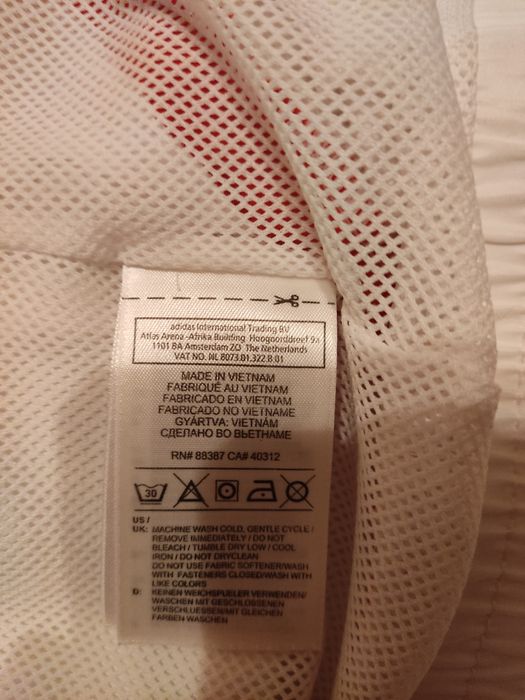 adidas International Trading BV
Atlas Arena -Afrika Building Hoogoorddreef 9a
1101 BA Amsterdam ZO The Netherlands
VAT NO. NL 8073.81.322.B.01
MADE IN VIETNAM
FABRIQUÉ AU VIETNAM
FABRICADO EN VIETNAM
FABRICADO NO VIETNAME
GYÁRTVA: VIETNÁM
СДЕЛАНО ВО ВЬЕТНАМЕ
RN# 88387 CA# 40312
30
US /
UK: MACHINE WASH COLD, GENTLE CYCLE /
REMOVE IMMEDIATELY / DO NOT
BLEACH / TUMBLE DRY LOW / COOL
IRON / DO NOT DRYCLEAN
DO NOT USE FABRIC SOFTENER/WASH
WITH FASTENERS CLOSED/WASH WITH
LIKE COLORS
D: KEINEN WEICHSPUELER VERWENDEN/
WASCHEN MIT GESCHLOSSENEN
VERSCHLUESSEN/MIT GLEICHEN
FARBEN WASCHEN